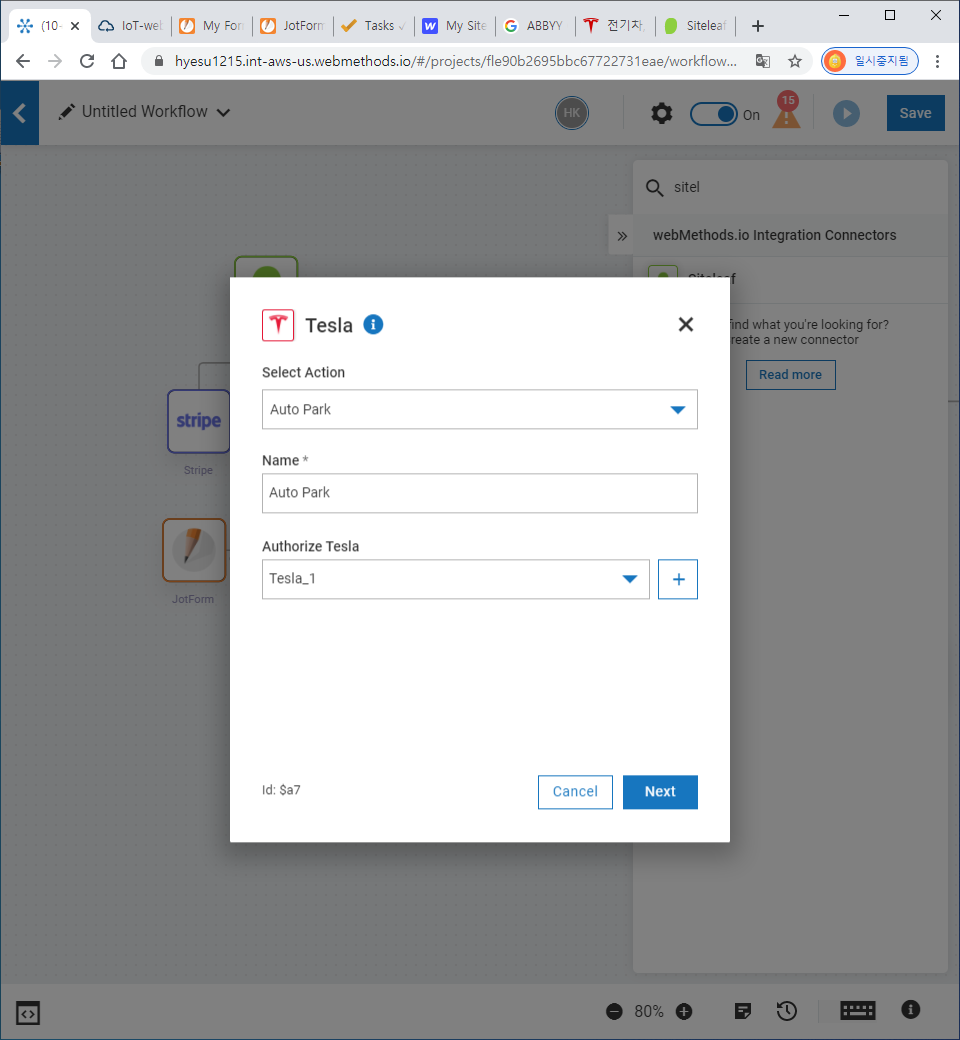 (10-
IoT-web
My For
JotForm
Tasks
My Site
ABBYY
전기차,
Siteleaf
hyesu1215.int-aws-us.webmethods.io/#/projects/fle90b2695bbc67722731eae/workflow...
일시중지됨
Untitled Workflow
HK
On
15
Save
sitel
webMethods.io Integration Connectors
Siteleaf
find what you're looking for?
reate a new connector
Read more
Tesla
Select Action
Auto Park
Name *
Auto Park
Authorize Tesla
Tesla_1
+
stripe
Stripe
JotForm
Id: $a7
Cancel
Next
80%